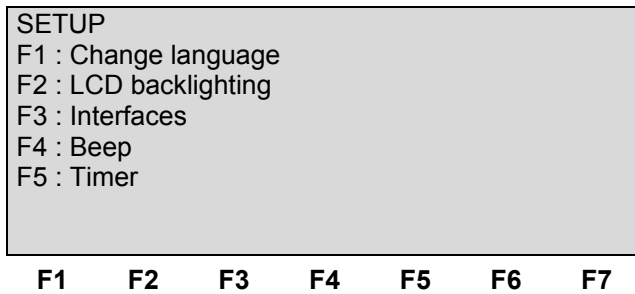 SETUP
F1 : Change language
F2 : LCD backlighting
F3 : Interfaces
F4 : Beep
F5 : Timer
F1 F2 F3 F4 F5 F6 F7